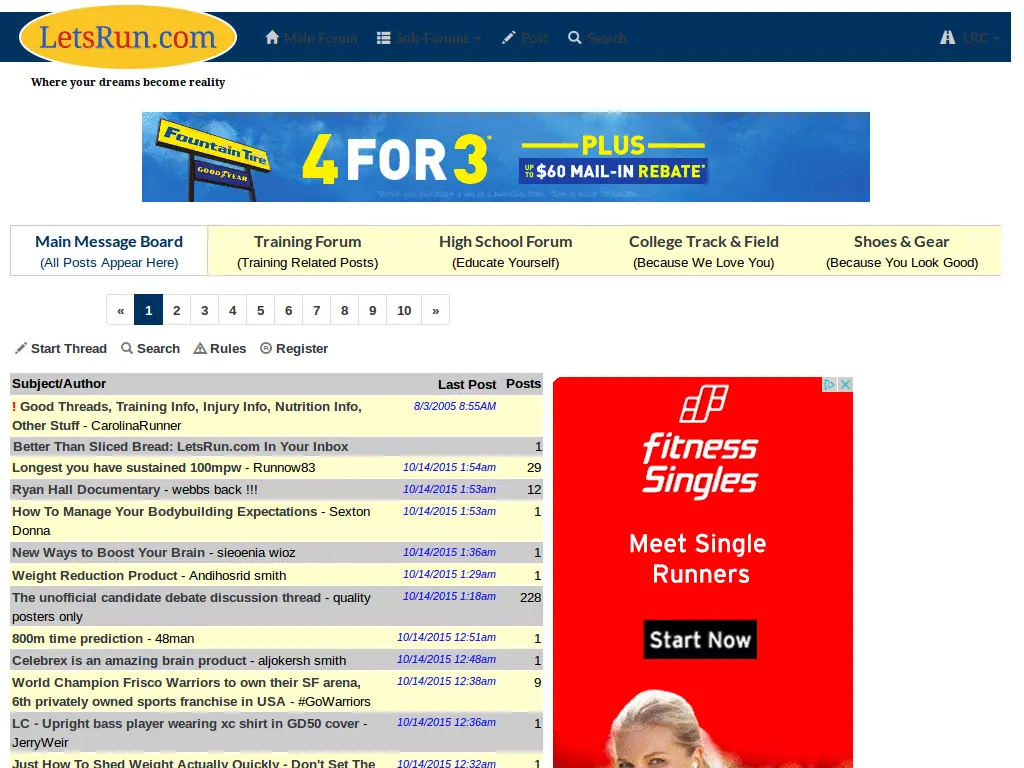 LetsRun.com
Main Forum Sub-Forums Post Search LRC
Where your dreams become reality
Fountain Tire
GOODYEAR
4 FOR 3*
PLUS
UP TO $60 MAIL-IN REBATE*
Main Message Board Training Forum High School Forum College Track & Field Shoes & Gear
(All Posts Appear Here) (Training Related Posts) (Educate Yourself) (Because We Love You) (Because You Look Good)
« 1 2 3 4 5 6 7 8 9 10 »
Start Thread Search Rules Register
Subject/Author Last Post Posts
! Good Threads, Training Info, Injury Info, Nutrition Info, 8/3/2005 8:55AM
Other Stuff - CarolinaRunner
Better Than Sliced Bread: LetsRun.com In Your Inbox 1
Longest you have sustained 100mpw - Runnow83 10/14/2015 1:54am 29
Ryan Hall Documentary - webbs back !!! 10/14/2015 1:53am 12
How To Manage Your Bodybuilding Expectations - Sexton 10/14/2015 1:53am 1
Donna
New Ways to Boost Your Brain - sieoenia wioz 10/14/2015 1:36am 1
Weight Reduction Product - Andihosrid smith 10/14/2015 1:29am 1
The unofficial candidate debate discussion thread - quality 10/14/2015 1:18am 228
posters only
800m time prediction - 48man 10/14/2015 12:51am 1
Celebrex is an amazing brain product - aljokersh smith 10/14/2015 12:48am 1
World Champion Frisco Warriors to own their SF arena, 10/14/2015 12:38am 9
6th privately owned sports franchise in USA - #GoWarriors
LC - Upright bass player wearing xc shirt in GD50 cover - 10/14/2015 12:36am 1
JerryWeir
Just How To Shed Weight Actually Quickly - Don't Set The 10/14/2015 12:32am 1
fitness
Singles
Meet Single
Runners
Start Now